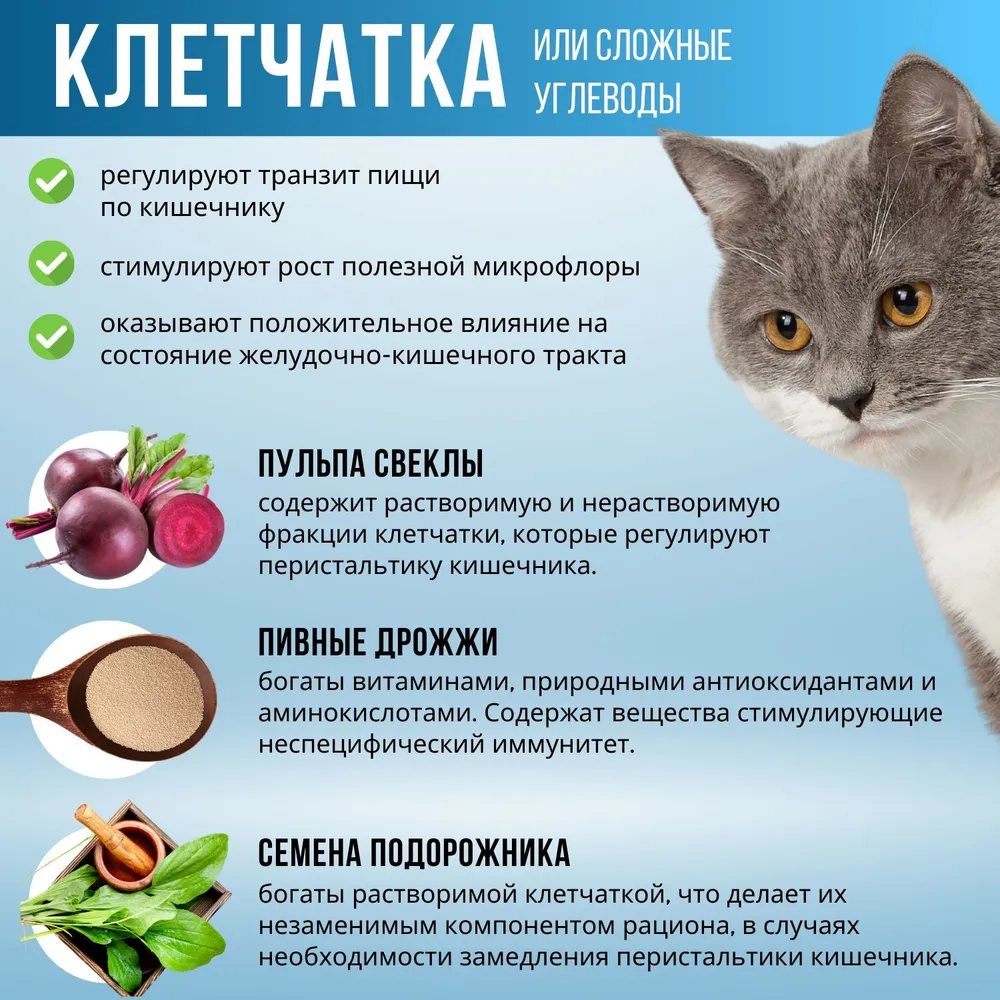 КЛЕТЧАТКА
ИЛИ СЛОЖНЫЕ
УГЛЕВОДЫ
регулируют транзит пищи
по кишечнику
стимулируют рост полезной микрофлоры
оказывают положительное влияние на
состояние желудочно-кишечного тракта
ПУЛЬПА СВЕКЛЫ
содержит растворимую и нерастворимую
фракции клетчатки, которые регулируют
перистальтику кишечника.
ПИВНЫЕ ДРОЖЖИ
богаты витаминами, природными антиоксидантами и
аминокислотами. Содержат вещества стимулирующие
неспецифический иммунитет.
СЕМЕНА ПОДОРОЖНИКА
богаты растворимой клетчаткой, что делает их
незаменимым компонентом рациона, в случаях
необходимости замедления перистальтики кишечника.